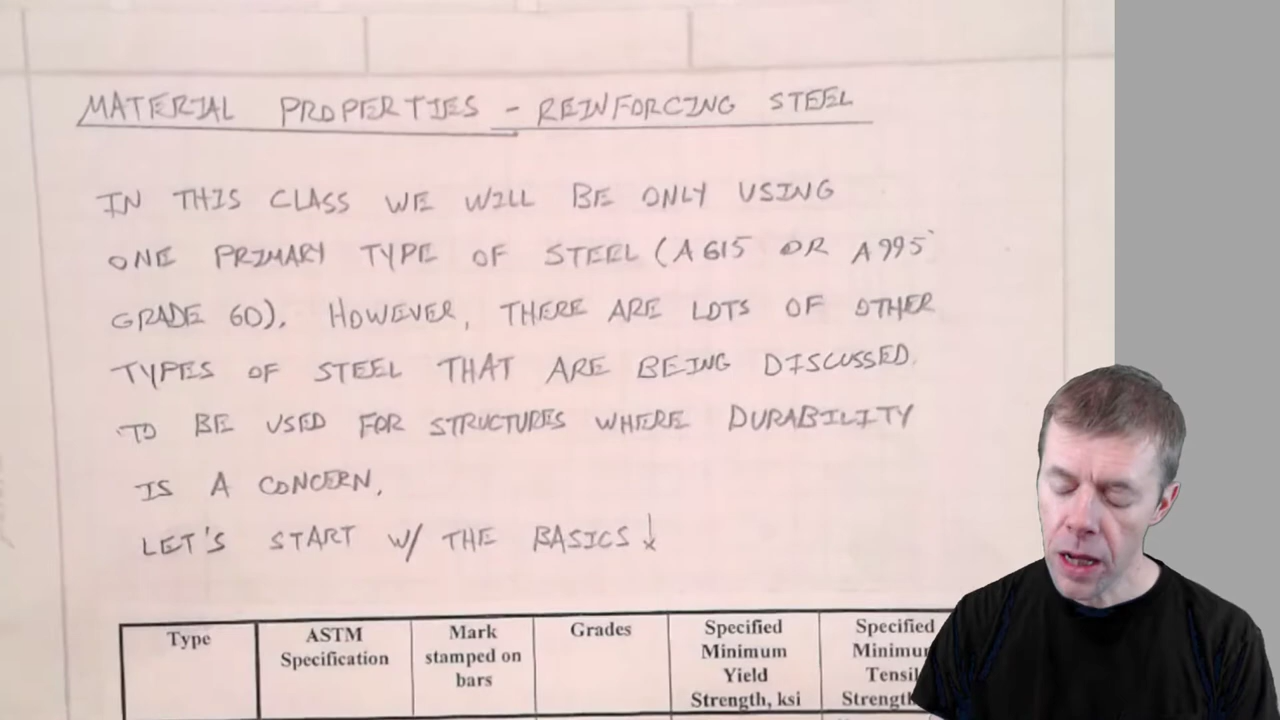 MATERIAL PROPERTIES - REINFORCING STEEL
IN THIS CLASS WE WILL BE ONLY USING
ONE PRIMARY TYPE OF STEEL (A615 OR A995
GRADE 60). HOWEVER, THERE ARE LOTS OF OTHER
TYPES OF STEEL THAT ARE BEING DISCUSSED
TO BE USED FOR STRUCTURES WHERE DURABILITY
IS A CONCERN.
LET'S START W/ THE BASICS ↓
Type
ASTM
Specification
Mark
stamped on
bars
Grades
Specified
Minimum
Yield
Strength, ksi
Specified